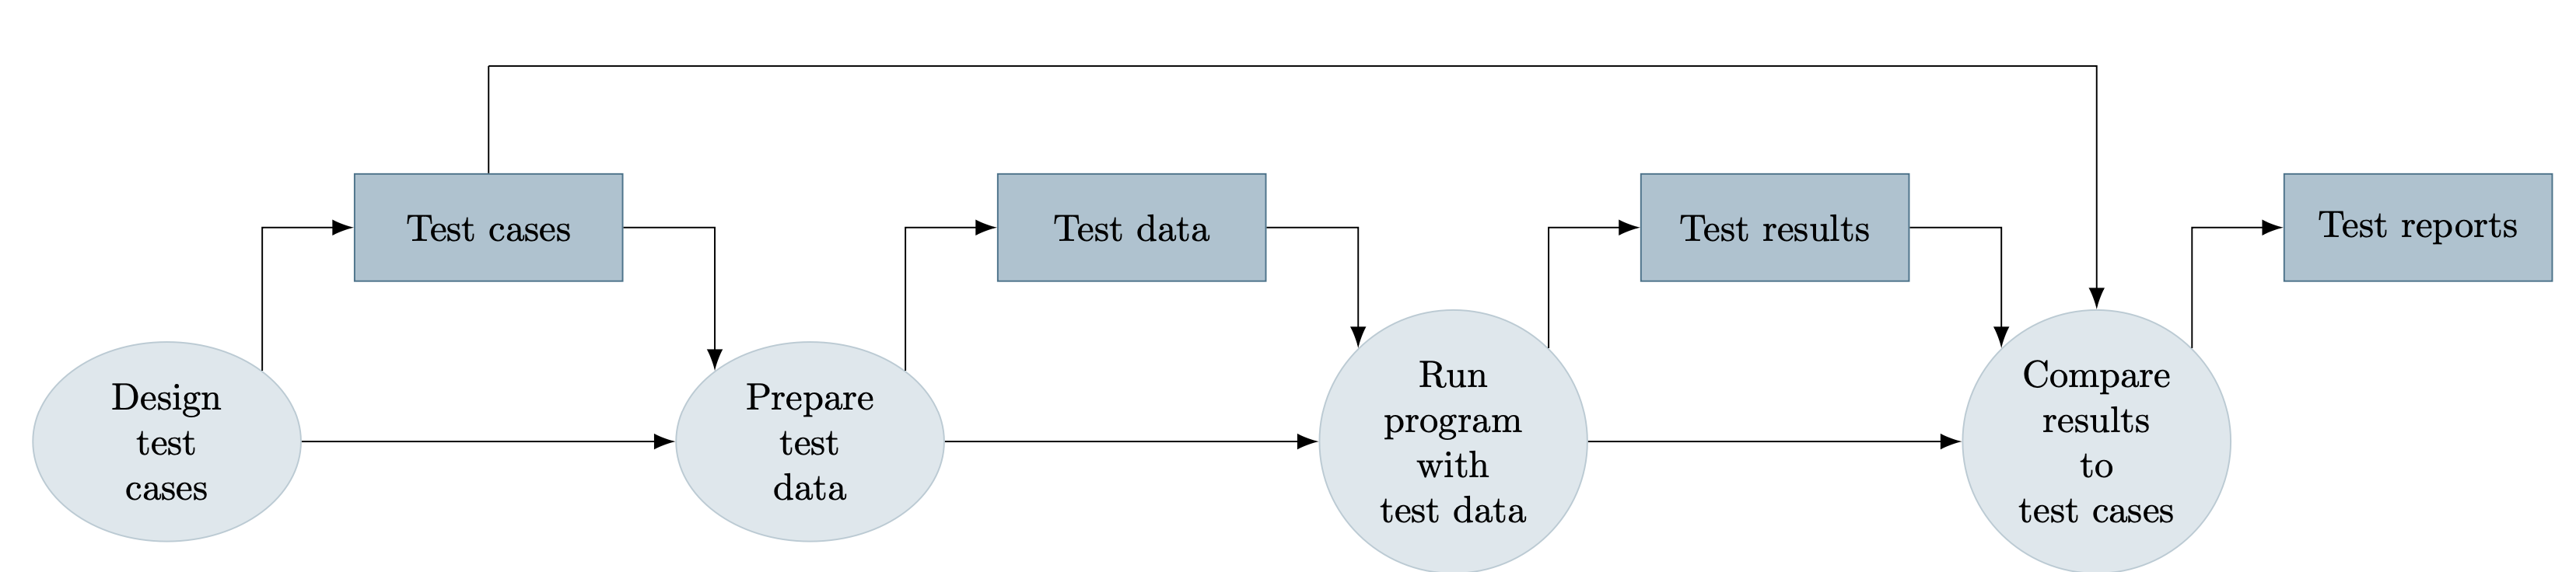 Test cases
Test data
Test results
Test reports
Design
test
cases
Prepare
test
data
Run
program
with
test data
Compare
results
to
test cases